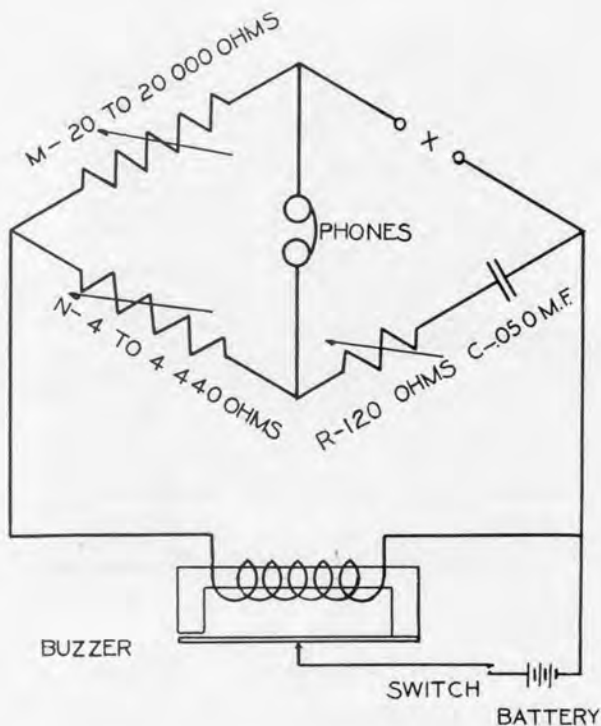 M- 20 TO 20 000 OHMS
X
PHONES
N- 4 TO 4 440 OHMS
R-120 OHMS C-.050 M.F.
BUZZER
SWITCH
BATTERY